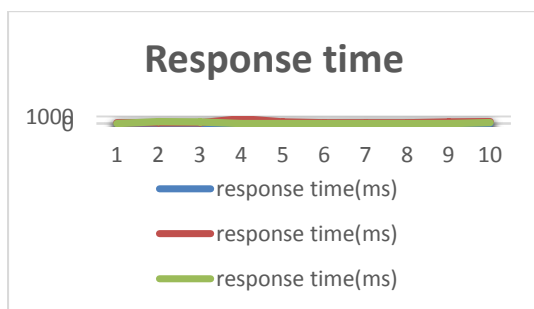 Response time
1000
0
1 2 3 4 5 6 7 8 9 10
response time(ms)
response time(ms)
response time(ms)